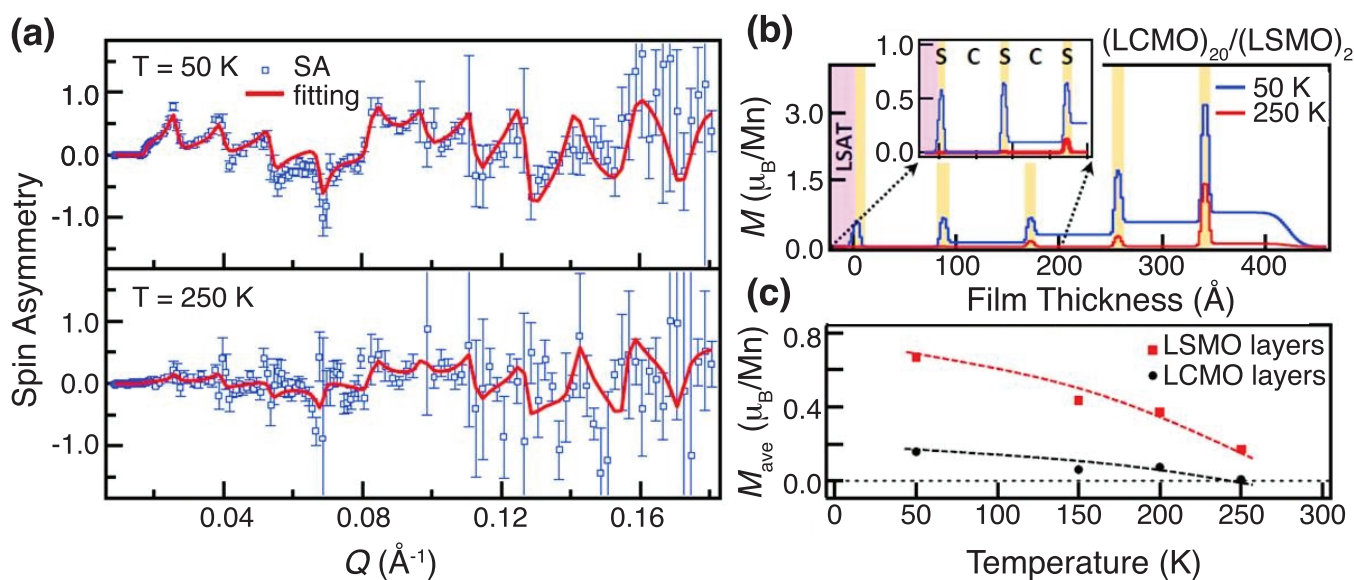 (a)
T = 50 K
SA
fitting
1.0
0.0
-1.0
T = 250 K
1.0
0.0
-1.0
Spin Asymmetry
0.04
0.08
0.12
0.16
Q (Å-1)
(b)
(LCMO)20/(LSMO)2
1.0
0.5
0.0
S C S C S
50 K
250 K
LSAT
3.0
1.5
0.0
M (μB/Mn)
0
100
200
300
400
Film Thickness (Å)
(c)
0.8
0.4
0.0
Mave (μB/Mn)
LSMO layers
LCMO layers
0
50
100
150
200
250
300
Temperature (K)